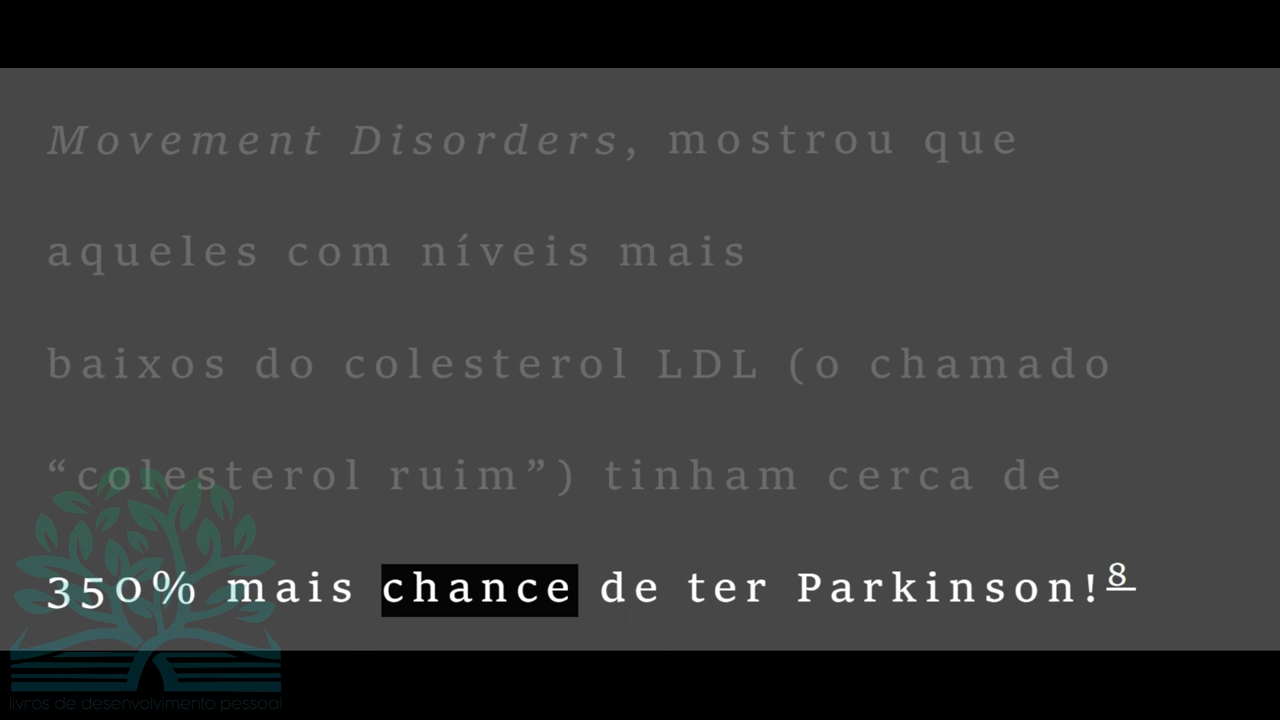 Movement Disorders, mostrou que
aqueles com níveis mais
baixos do colesterol LDL (o chamado
“colesterol ruim”) tinham cerca de
350% mais chance de ter Parkinson!8
livros de desenvolvimento pessoal